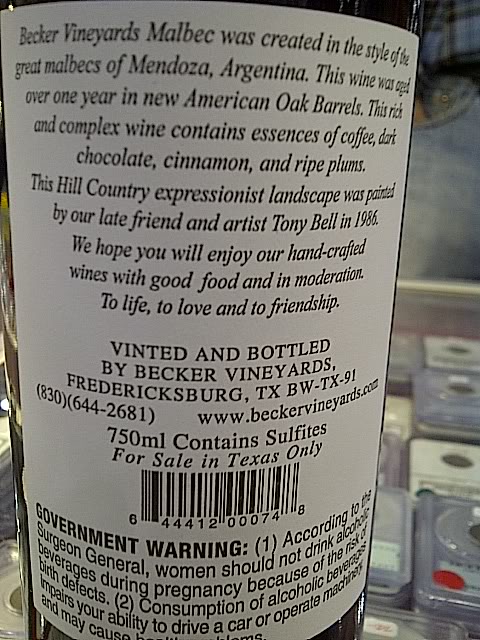 Becker Vineyards Malbec was created in the style of the
great malbecs of Mendoza, Argentina. This wine was aged
over one year in new American Oak Barrels. This rich
and complex wine contains essences of coffee, dark
chocolate, cinnamon, and ripe plums.
This Hill Country expressionist landscape was painted
by our late friend and artist Tony Bell in 1986.
We hope you will enjoy our hand-crafted
wines with good food and in moderation.
To life, to love and to friendship.
VINTED AND BOTTLED
BY BECKER VINEYARDS,
FREDERICKSBURG, TX BW-TX-91
(830)(644-2681) www.beckervineyards.com
750ml Contains Sulfites
For Sale in Texas Only
6 44412 00074 8
GOVERNMENT WARNING: (1) According to the
Surgeon General, women should not drink alcoholic
beverages during pregnancy because of the risk of
birth defects. (2) Consumption of alcoholic beverages
impairs your ability to drive a car or operate machinery,
and may cause health problems.